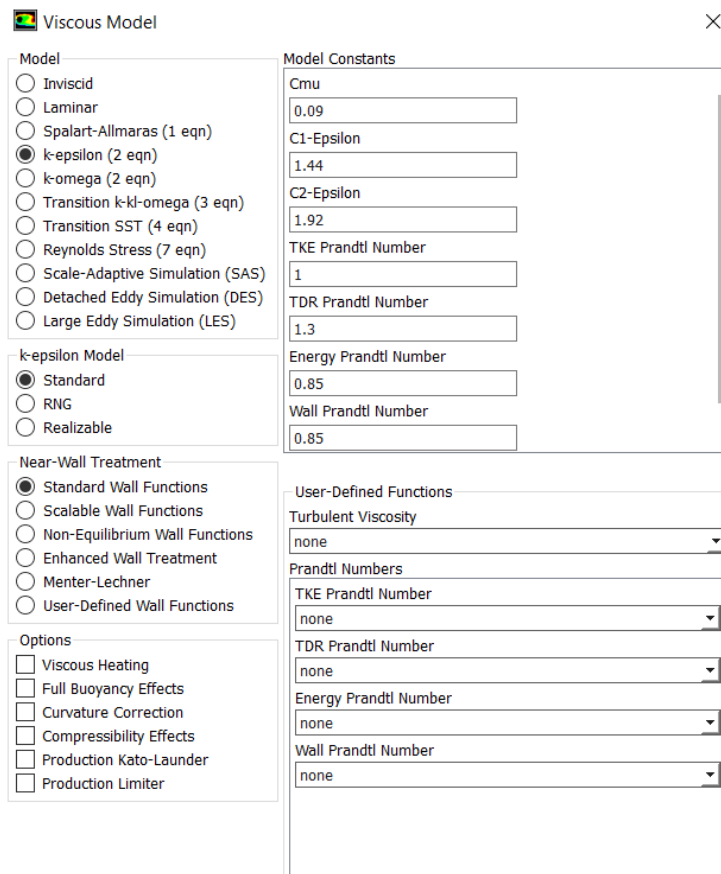 Viscous Model
Model
Inviscid
Laminar
Spalart-Allmaras (1 eqn)
k-epsilon (2 eqn)
k-omega (2 eqn)
Transition k-kl-omega (3 eqn)
Transition SST (4 eqn)
Reynolds Stress (7 eqn)
Scale-Adaptive Simulation (SAS)
Detached Eddy Simulation (DES)
Large Eddy Simulation (LES)
k-epsilon Model
Standard
RNG
Realizable
Near-Wall Treatment
Standard Wall Functions
Scalable Wall Functions
Non-Equilibrium Wall Functions
Enhanced Wall Treatment
Menter-Lechner
User-Defined Wall Functions
Options
Viscous Heating
Full Buoyancy Effects
Curvature Correction
Compressibility Effects
Production Kato-Launder
Production Limiter
Model Constants
Cmu
0.09
C1-Epsilon
1.44
C2-Epsilon
1.92
TKE Prandtl Number
1
TDR Prandtl Number
1.3
Energy Prandtl Number
0.85
Wall Prandtl Number
0.85
User-Defined Functions
Turbulent Viscosity
none
Prandtl Numbers
TKE Prandtl Number
none
TDR Prandtl Number
none
Energy Prandtl Number
none
Wall Prandtl Number
none